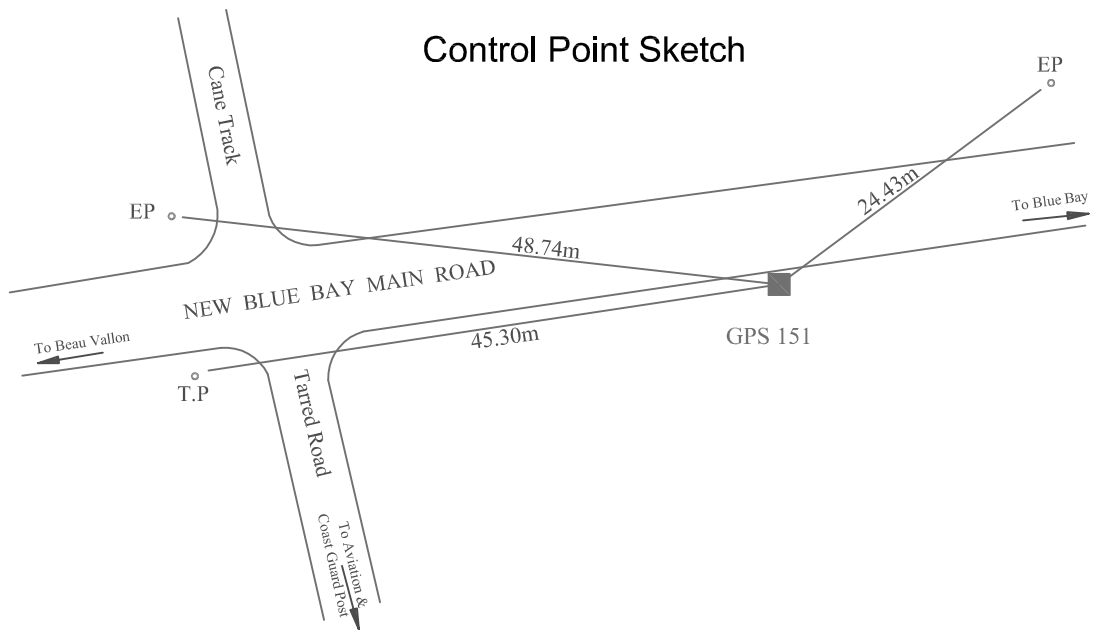 Control Point Sketch
EP
Cane Track
24.43m
To Blue Bay
EP
48.74m
NEW BLUE BAY MAIN ROAD
GPS 151
45.30m
To Beau Vallon
T.P
Tarred Road
To Aviation &
Coast Guard Post